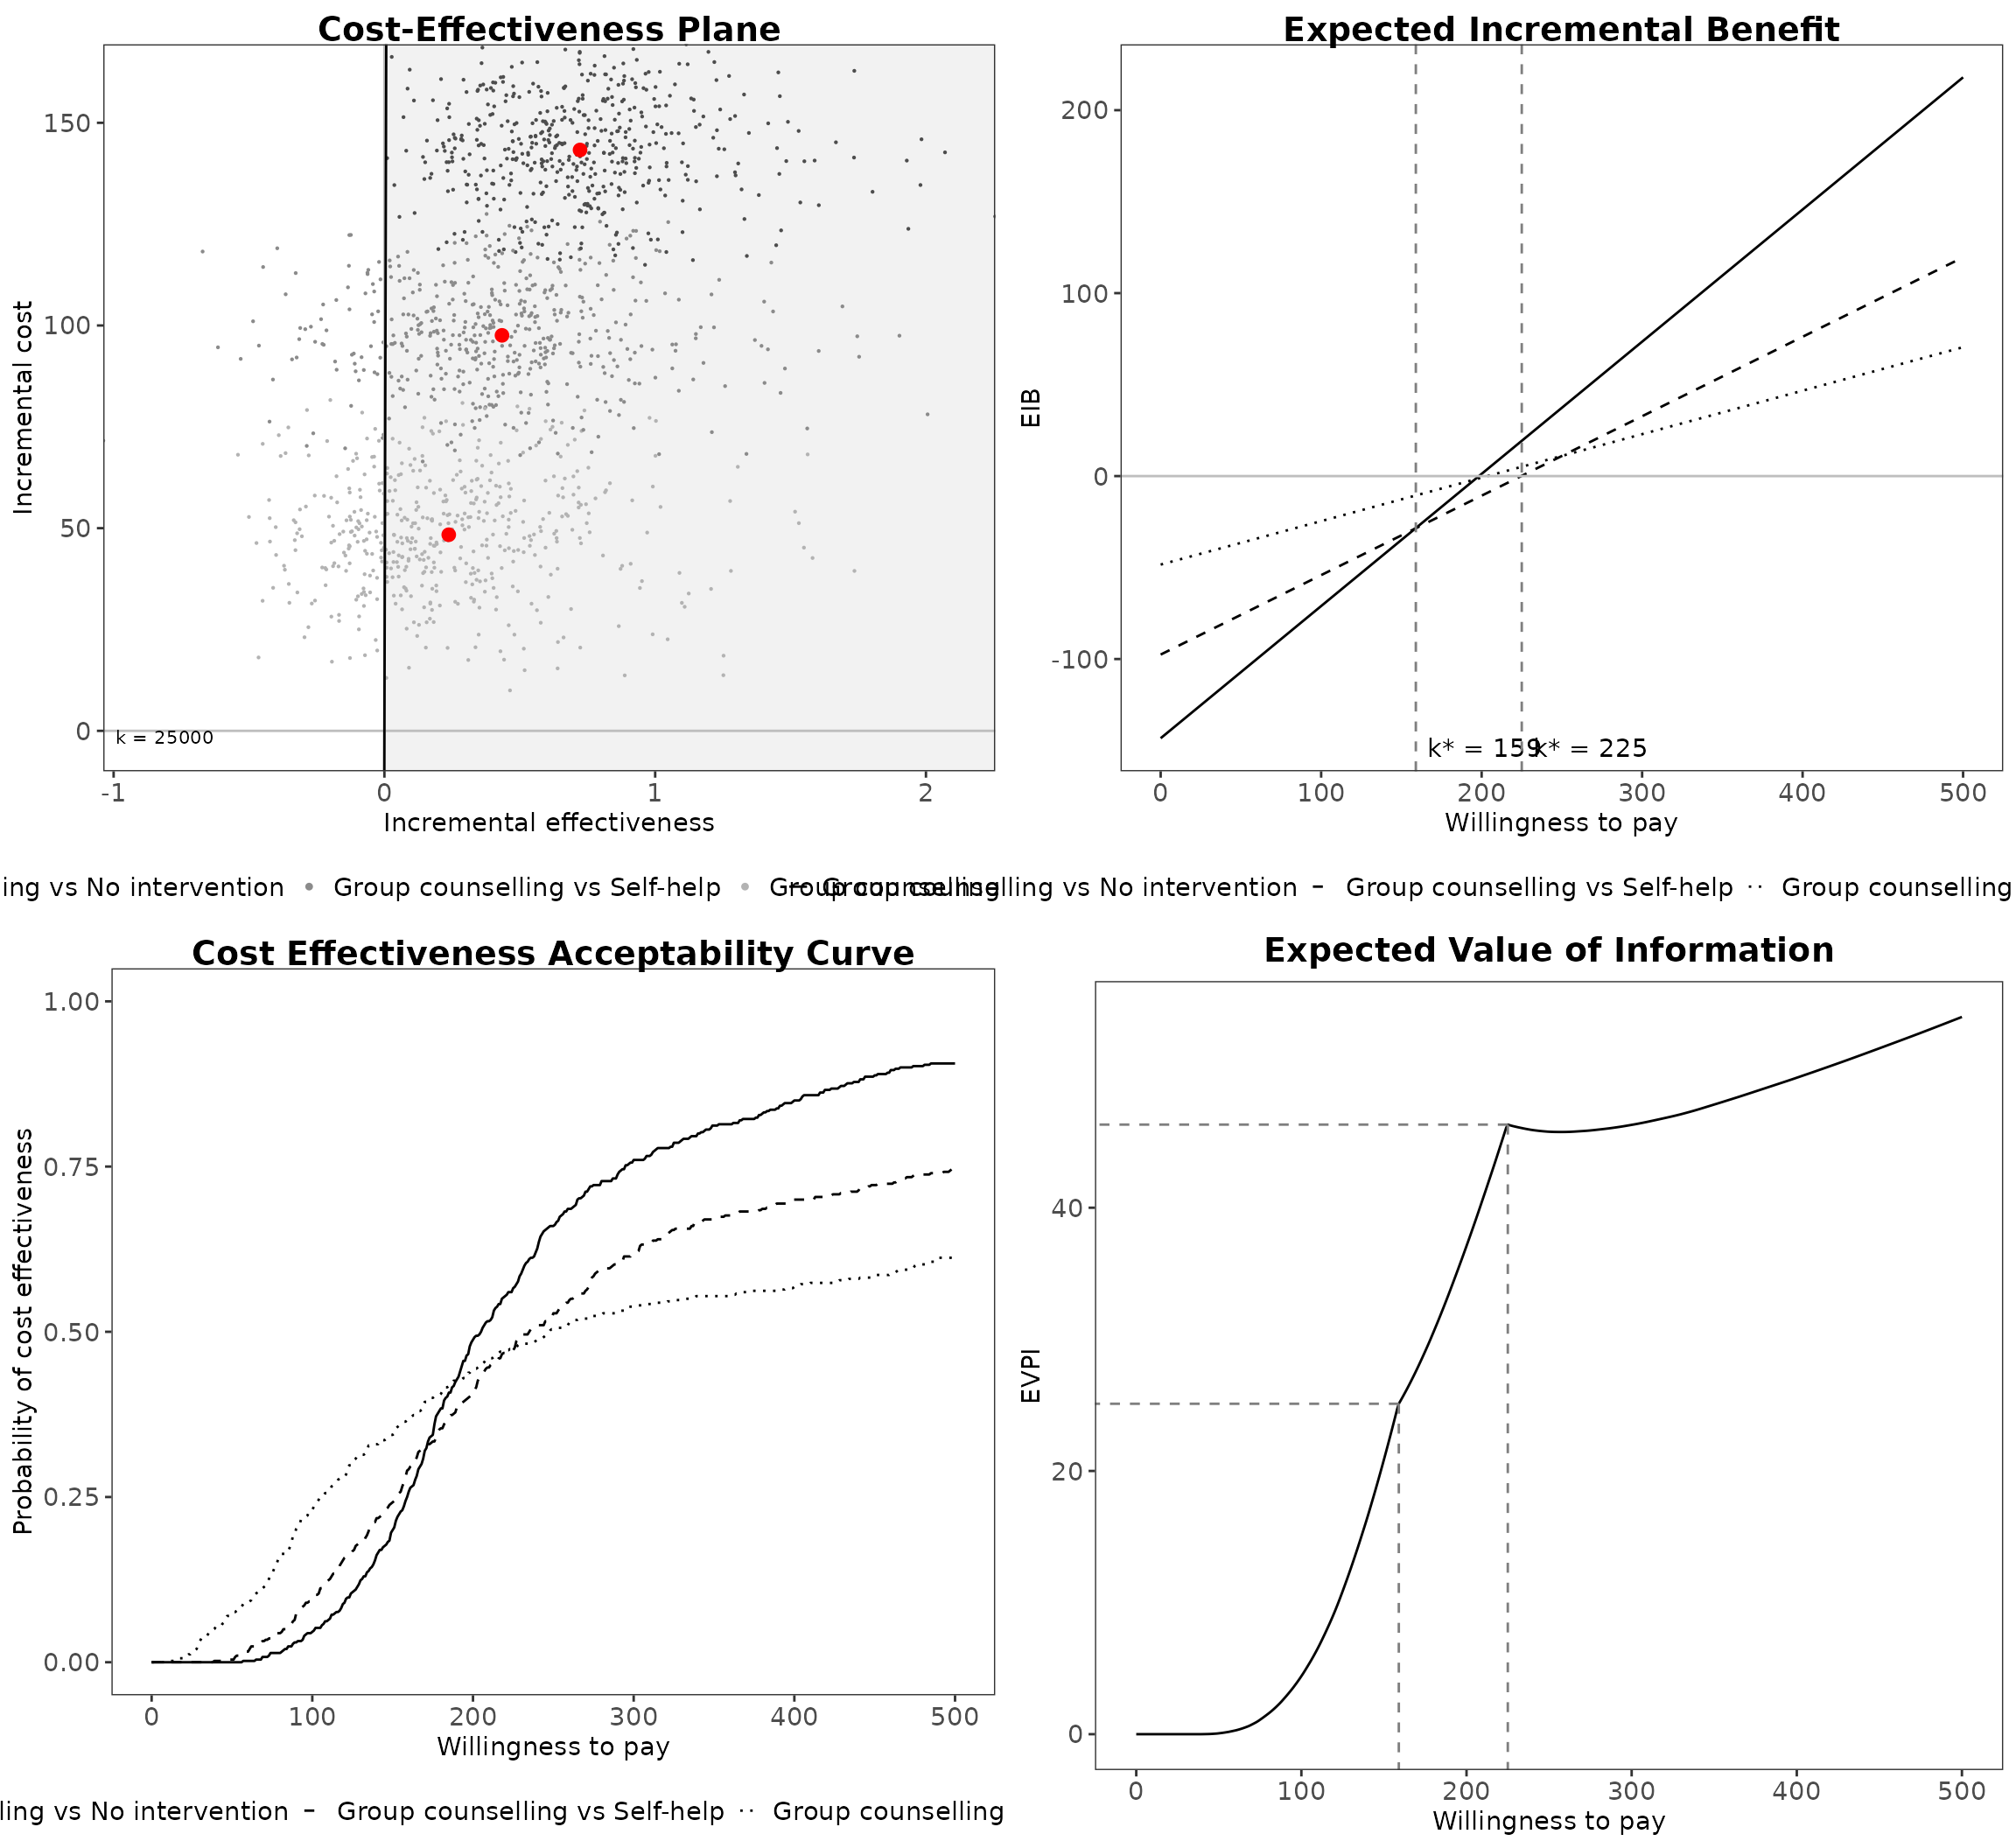 Cost-Effectiveness Plane
150
100
50
0
Incremental cost
k = 25000
-1 0 1 2
Incremental effectiveness
ing vs No intervention Group counselling vs Self-help Group counselling
Expected Incremental Benefit
200
100
0
-100
EIB
k* = 159 k* = 225
0 100 200 300 400 500
Willingness to pay
Group counselling vs No intervention Group counselling vs Self-help Group counselling
Cost Effectiveness Acceptability Curve
1.00
0.75
0.50
0.25
0.00
Probability of cost effectiveness
0 100 200 300 400 500
Willingness to pay
ling vs No intervention Group counselling vs Self-help Group counselling
Expected Value of Information
40
20
0
EVPI
0 100 200 300 400 500
Willingness to pay